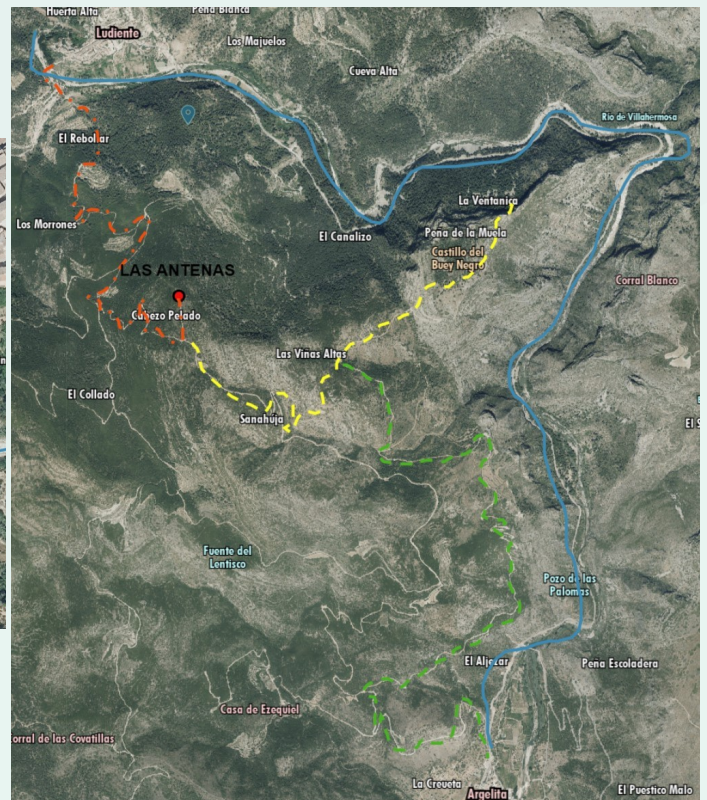 Huerta Alta
Peña Blanca
Ludiente
Los Majuelos
Cueva Alta
Río de Villahermosa
El Rebollar
La Ventanica
Los Morrones
El Canalizo
Pena de la Muela
Castillo del
Buey Negro
LAS ANTENAS
Corral Blanco
Cabezo Pelado
Las Viñas Altas
El Collado
Sanahuja
El S
Fuente del
Lentisco
Pozo de las
Palomas
El Aljezar
Peña Escoladera
Casa de Ezequiel
orral de las Covatillas
La Creueta
Argelita
El Puestico Malo